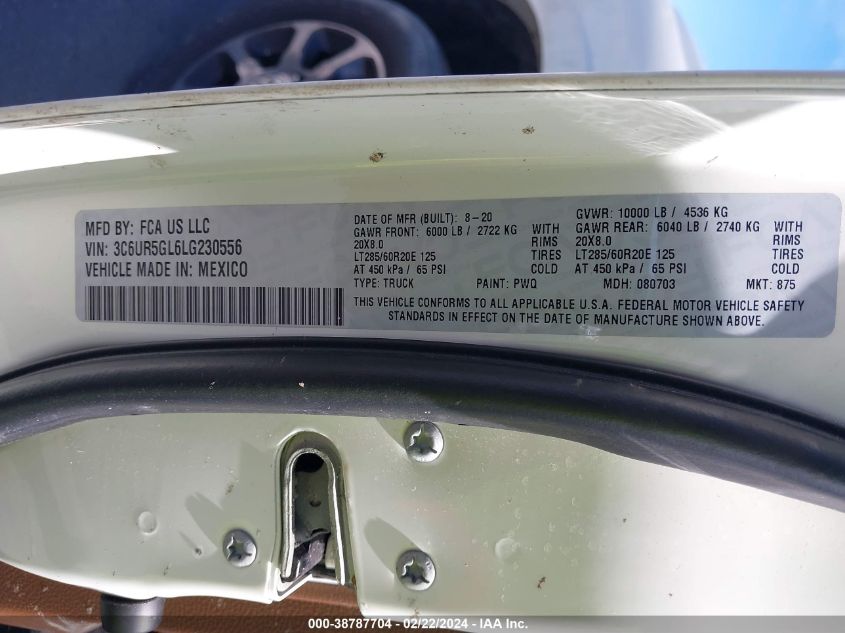 MFD BY: FCA US LLC
VIN: 3C6UR5GL6LG230556
VEHICLE MADE IN: MEXICO
DATE OF MFR (BUILT): 8-20
GAWR FRONT: 6000 LB / 2722 KG WITH
20X8.0 RIMS
LT285/60R20E 125 TIRES
AT 450 kPa / 65 PSI COLD
TYPE: TRUCK PAINT: PWQ
GVWR: 10000 LB / 4536 KG
GAWR REAR: 6040 LB / 2740 KG WITH
20X8.0 RIMS
LT285/60R20E 125 TIRES
AT 450 kPa / 65 PSI COLD
MDH: 080703 MKT: 875
THIS VEHICLE CONFORMS TO ALL APPLICABLE U.S.A. FEDERAL MOTOR VEHICLE SAFETY
STANDARDS IN EFFECT ON THE DATE OF MANUFACTURE SHOWN ABOVE.
000-38787704 - 02/22/2024 - IAA Inc.